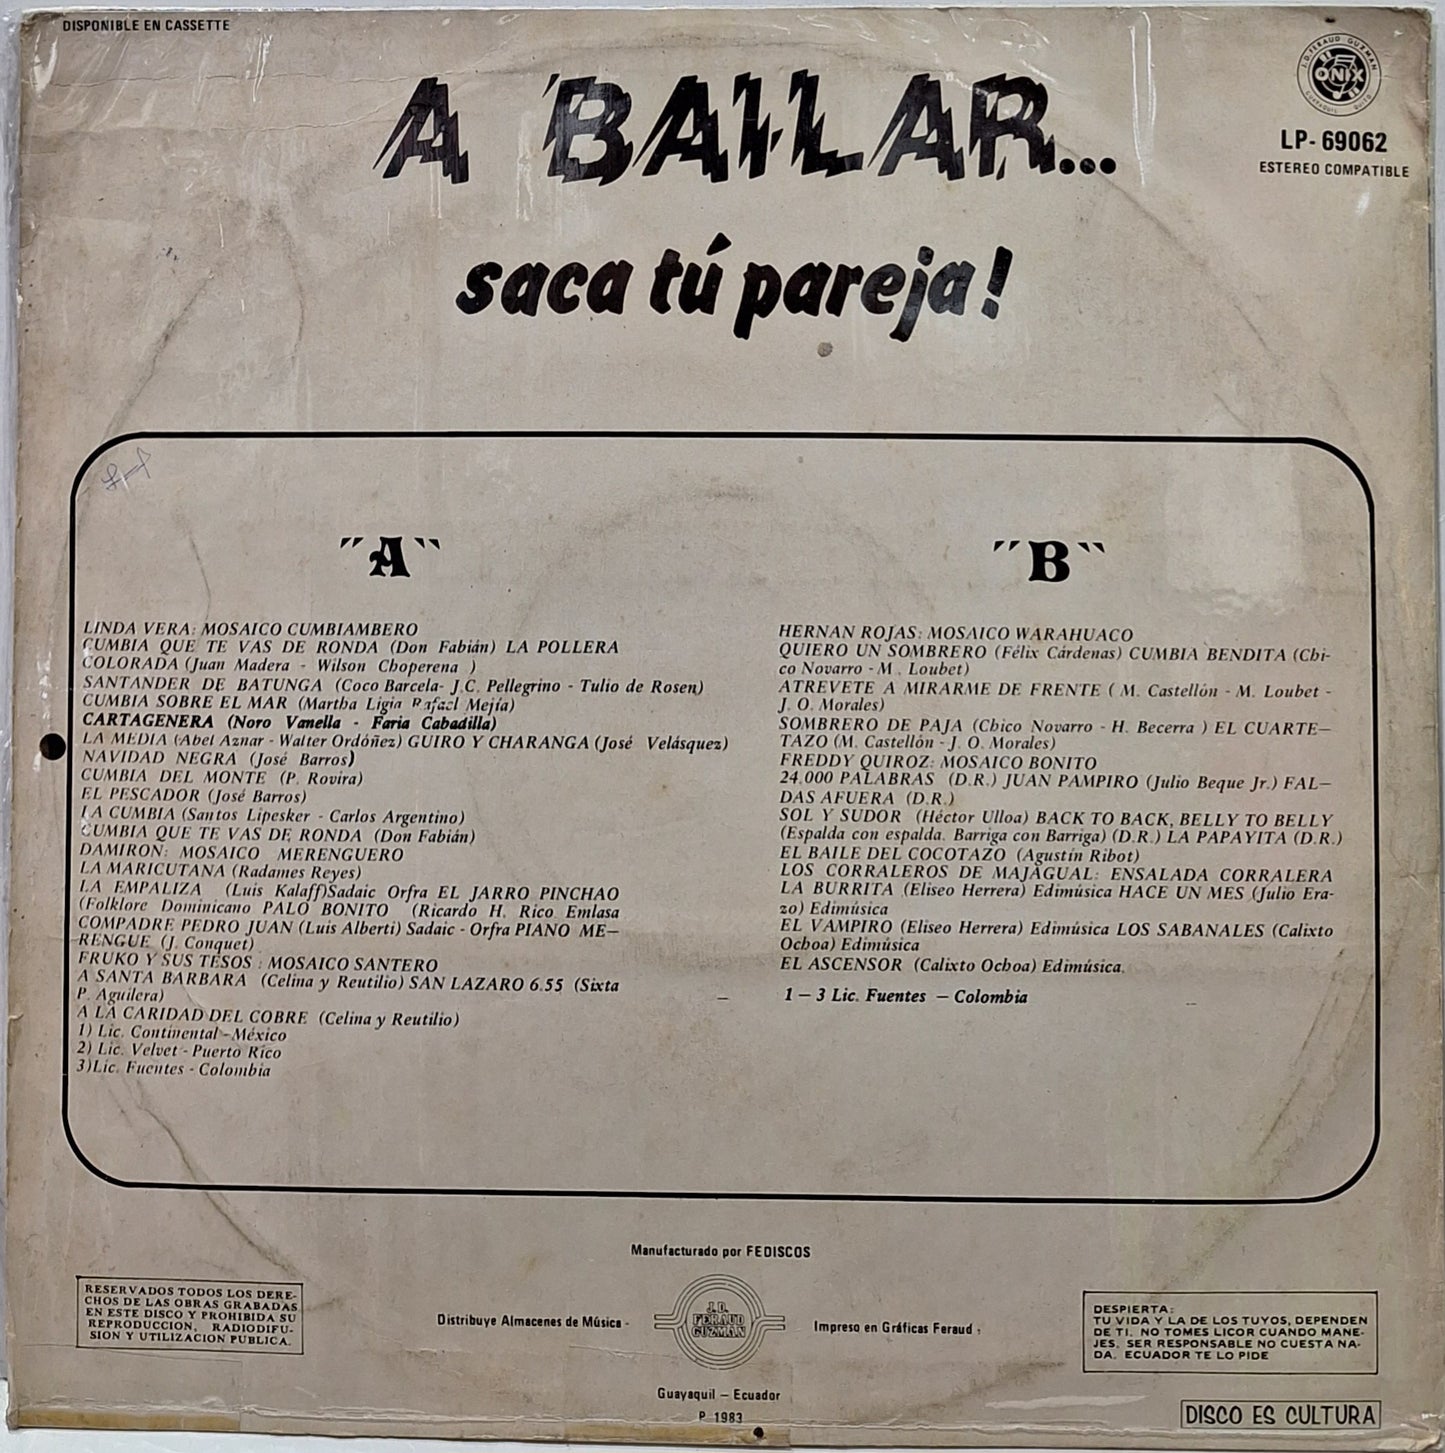 DISPONIBLE EN CASSETTE
J.D. FERAUD GUZMAN
ONIX
GUAYAQUIL QUITO
LP- 69062
ESTEREO COMPATIBLE
A BAILAR...
saca tú pareja!
"A"
LINDA VERA: MOSAICO CUMBIAMBERO
CUMBIA QUE TE VAS DE RONDA (Don Fabián) LA POLLERA
COLORADA (Juan Madera - Wilson Choperena )
SANTANDER DE BATUNGA (Coco Barcela- J.C. Pellegrino - Tulio de Rosen)
CUMBIA SOBRE EL MAR (Martha Ligia Rafael Mejía)
CARTAGENERA (Noro Vanella - Faria Cabadilla)
LA MEDIA (Abel Aznar - Walter Ordóñez) GUIRO Y CHARANGA (José Velásquez)
NAVIDAD NEGRA (José Barros)
CUMBIA DEL MONTE (P. Rovira)
EL PESCADOR (José Barros)
LA CUMBIA (Santos Lipesker - Carlos Argentino)
CUMBIA QUE TE VAS DE RONDA (Don Fabián)
DAMIRON: MOSAICO MERENGUERO
LA MARICUTANA (Radames Reyes)
LA EMPALIZA (Luis Kalaff)Sadaic Orfra EL JARRO PINCHAO
(Folklore Dominicano PALO BONITO (Ricardo H. Rico Emlasa
COMPADRE PEDRO JUAN (Luis Alberti) Sadaic - Orfra PIANO ME—
RENGUE (J. Conquet)
FRUKO Y SUS TESOS : MOSAICO SANTERO
A SANTA BARBARA (Celina y Reutilio) SAN LAZARO 6.55 (Sixta
P. Aguilera)
A LA CARIDAD DEL COBRE (Celina y Reutilio)
1) Lic. Continental - México
2) Lic. Velvet - Puerto Rico
3)Lic. Fuentes - Colombia
"B"
HERNAN ROJAS: MOSAICO WARAHUACO
QUIERO UN SOMBRERO (Félix Cárdenas) CUMBIA BENDITA (Chi-
co Novarro - M . Loubet)
ATREVETE A MIRARME DE FRENTE ( M. Castellón - M. Loubet -
J. O. Morales)
SOMBRERO DE PAJA (Chico Novarro - H. Becerra ) EL CUARTE—
TAZO (M. Castellón - J. O. Morales)
FREDDY QUIROZ: MOSAICO BONITO
24.000 PALABRAS (D.R.) JUAN PAMPIRO (Julio Beque Jr.) FAL—
DAS AFUERA (D.R.)
SOL Y SUDOR (Héctor Ulloa) BACK TO BACK, BELLY TO BELLY
(Espalda con espalda. Barriga con Barriga) (D.R.) LA PAPAYITA (D.R.)
EL BAILE DEL COCOTAZO (Agustin Ribot)
LOS CORRALEROS DE MAJAGUAL: ENSALADA CORRALERA
LA BURRITA (Eliseo Herrera) Edimúsica HACE UN MES (Julio Era-
zo) Edimúsica
EL VAMPIRO (Eliseo Herrera) Edimúsica LOS SABANALES (Calixto
Ochoa) Edimúsica
EL ASCENSOR (Calixto Ochoa) Edimúsica.
1 — 3 Lic. Fuentes — Colombia
Manufacturado por FEDISCOS
RESERVADOS TODOS LOS DERE-
CHOS DE LAS OBRAS GRABADAS
EN ESTE DISCO Y PROHIBIDA SU
REPRODUCCION, RADIODIFU-
SION Y UTILIZACION PUBLICA.
Distribuye Almacenes de Música -
J.D.
FERAUD
GUZMAN
Impreso en Gráficas Feraud .
DESPIERTA:
TU VIDA Y LA DE LOS TUYOS, DEPENDEN
DE TI. NO TOMES LICOR CUANDO MANE-
JES. SER RESPONSABLE NO CUESTA NA-
DA. ECUADOR TE LO PIDE
Guayaquil — Ecuador
P 1983
DISCO ES CULTURA